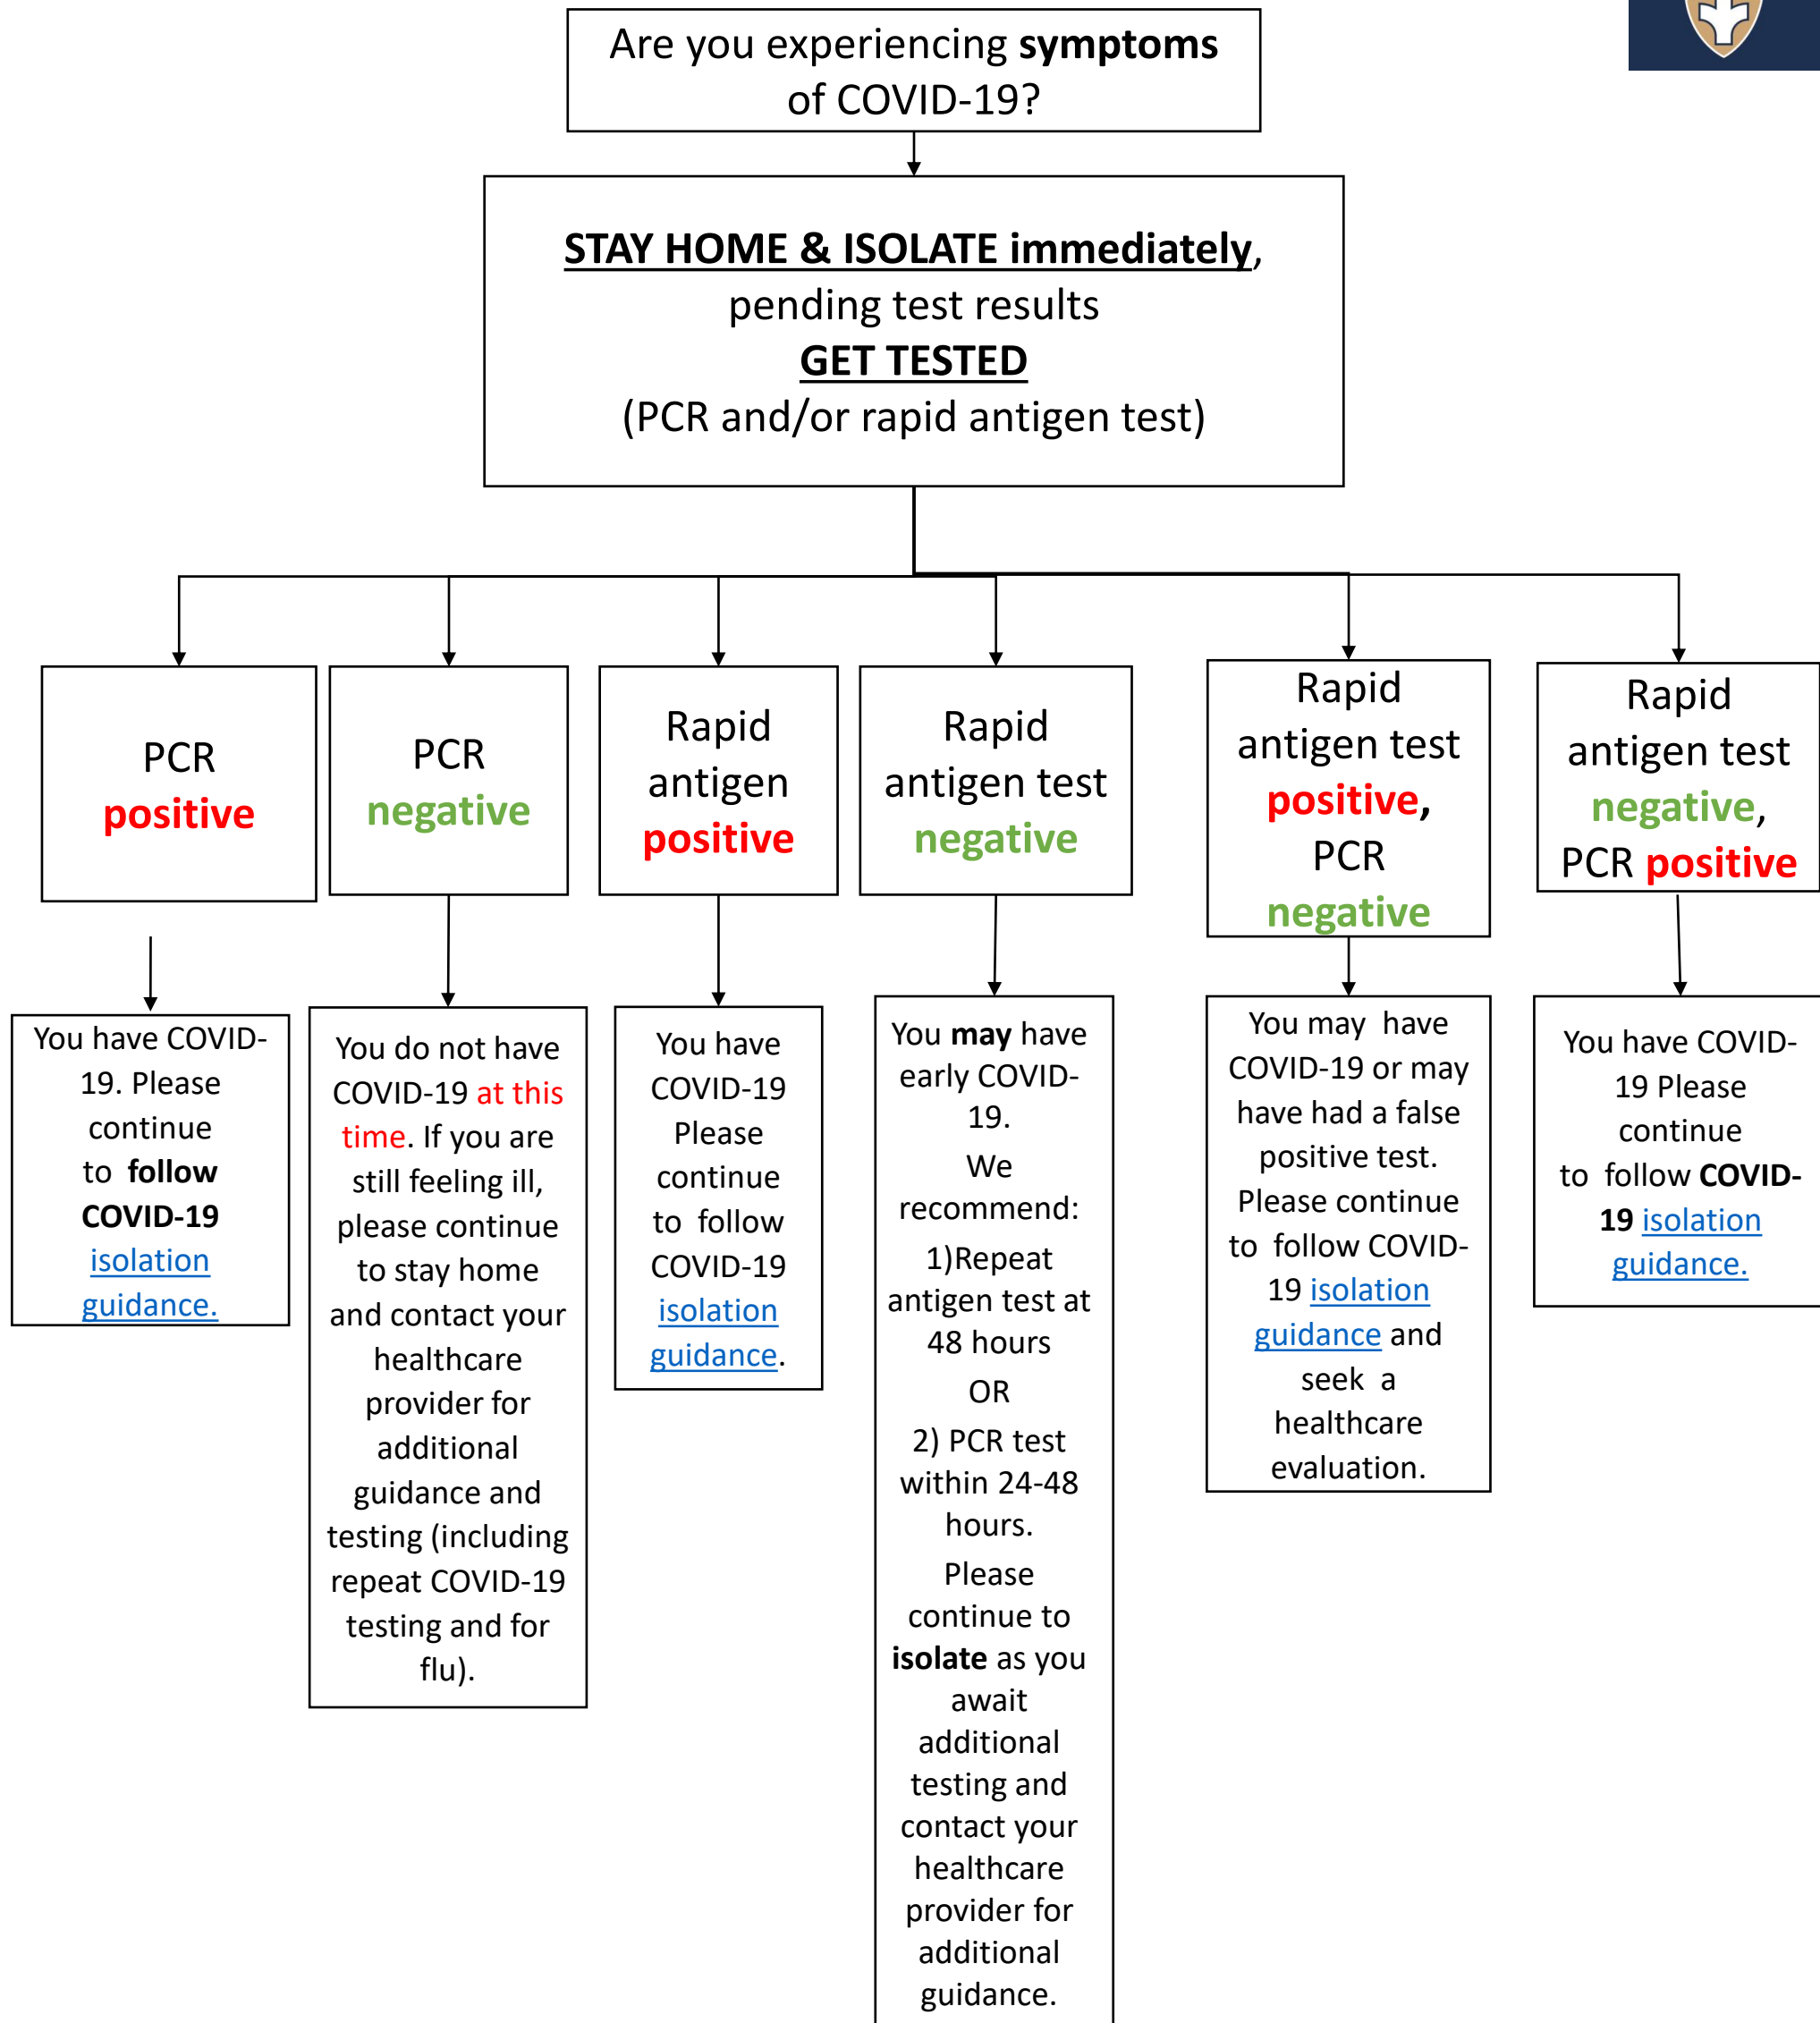 Are you experiencing symptoms
of COVID-19?
STAY HOME & ISOLATE immediately,
pending test results
GET TESTED
(PCR and/or rapid antigen test)
PCR
positive
PCR
negative
Rapid
antigen
positive
Rapid
antigen test
negative
Rapid
antigen test
positive,
PCR
negative
Rapid
antigen test
negative,
PCR positive
You have COVID-
19. Please
continue
to follow
COVID-19
isolation
guidance.
You do not have
COVID-19 at this
time. If you are
still feeling ill,
please continue
to stay home
and contact your
healthcare
provider for
additional
guidance and
testing (including
repeat COVID-19
testing and for
flu).
You have
COVID-19
Please
continue
to follow
COVID-19
isolation
guidance.
You may have
early COVID-
19.
We
recommend:
1)Repeat
antigen test at
48 hours
OR
2) PCR test
within 24-48
hours.
Please
continue to
isolate as you
await
additional
testing and
contact your
healthcare
provider for
additional
guidance.
You may have
COVID-19 or may
have had a false
positive test.
Please continue
to follow COVID-
19 isolation
guidance and
seek a
healthcare
evaluation.
You have COVID-
19 Please
continue
to follow COVID-
19 isolation
guidance.